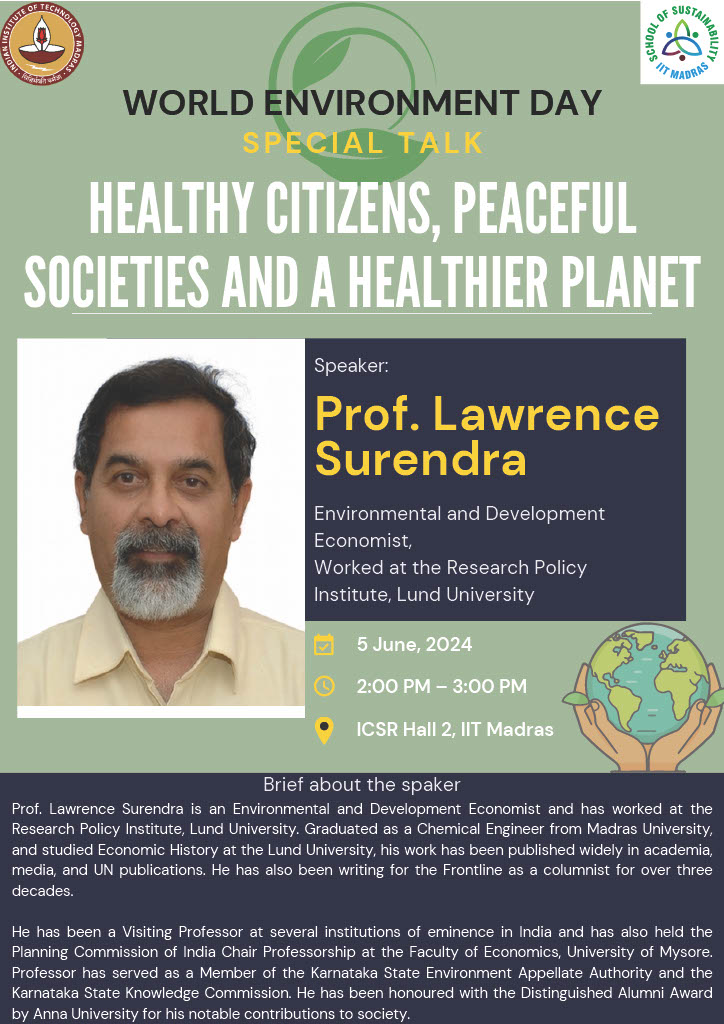 INDIAN INSTITUTE OF TECHNOLOGY MADRAS
SCHOOL OF SUSTAINABILITY
IIT MADRAS
WORLD ENVIRONMENT DAY
SPECIAL TALK
HEALTHY CITIZENS, PEACEFUL
SOCIETIES AND A HEALTHIER PLANET
Speaker:
Prof. Lawrence
Surendra
Environmental and Development
Economist,
Worked at the Research Policy
Institute, Lund University
5 June, 2024
2:00 PM – 3:00 PM
ICSR Hall 2, IIT Madras
Brief about the spaker
Prof. Lawrence Surendra is an Environmental and Development Economist and has worked at the
Research Policy Institute, Lund University. Graduated as a Chemical Engineer from Madras University,
and studied Economic History at the Lund University, his work has been published widely in academia,
media, and UN publications. He has also been writing for the Frontline as a columnist for over three
decades.
He has been a Visiting Professor at several institutions of eminence in India and has also held the
Planning Commission of India Chair Professorship at the Faculty of Economics, University of Mysore.
Professor has served as a Member of the Karnataka State Environment Appellate Authority and the
Karnataka State Knowledge Commission. He has been honoured with the Distinguished Alumni Award
by Anna University for his notable contributions to society.